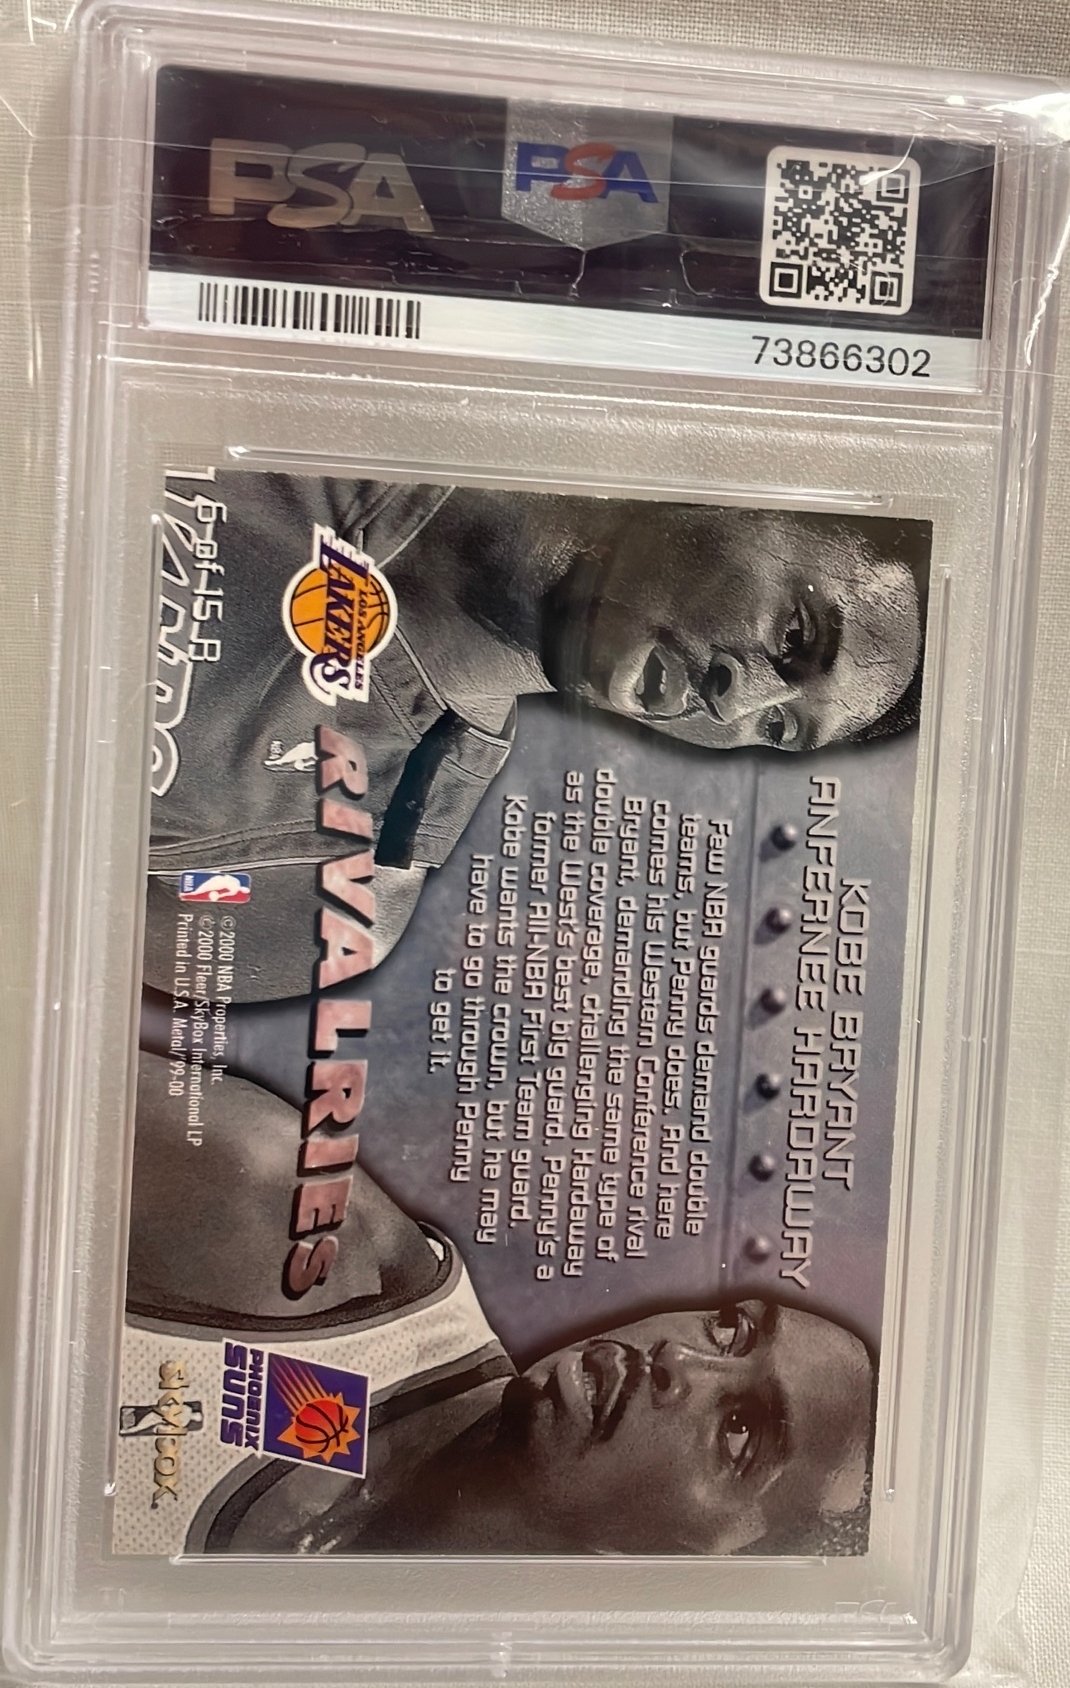 PSA
PSA
73866302
KOBE BRYANT
ANFERNEE HARDAWAY
Few NBA guards demand double
teams, but Penny does. And here
comes his Western Conference rival
Bryant, demanding the same type of
double coverage, challenging Hardaway
as the West's best big guard. Penny's a
former All-NBA First Team guard.
Kobe wants the crown, but he may
have to go through Penny
to get it.
LOS ANGELES
LAKERS
RIVALRIES
NBA
6-of-15-R
NBA
©2000 NBA Properties, Inc.
©2000 Fleer/SkyBox International LP
Printed in U.S.A. Metal/'99-00
PHOENIX
SUNS
skybox™